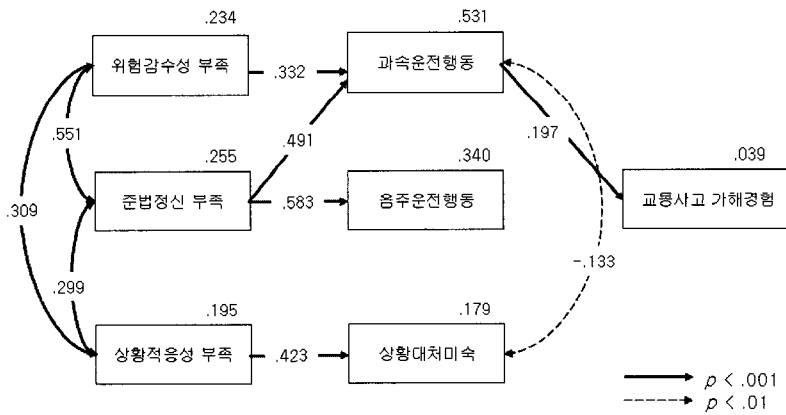 .234
.531
위험감수성 부족
.332
과속운전행동
.551
.491
.197
.255
.340
.039
.309
준법정신 부족
.583
음주운전행동
교통사고 가해경험
-.133
.299
.195
.179
상황적응성 부족
.423
상황대처미숙
p < .001
p < .01